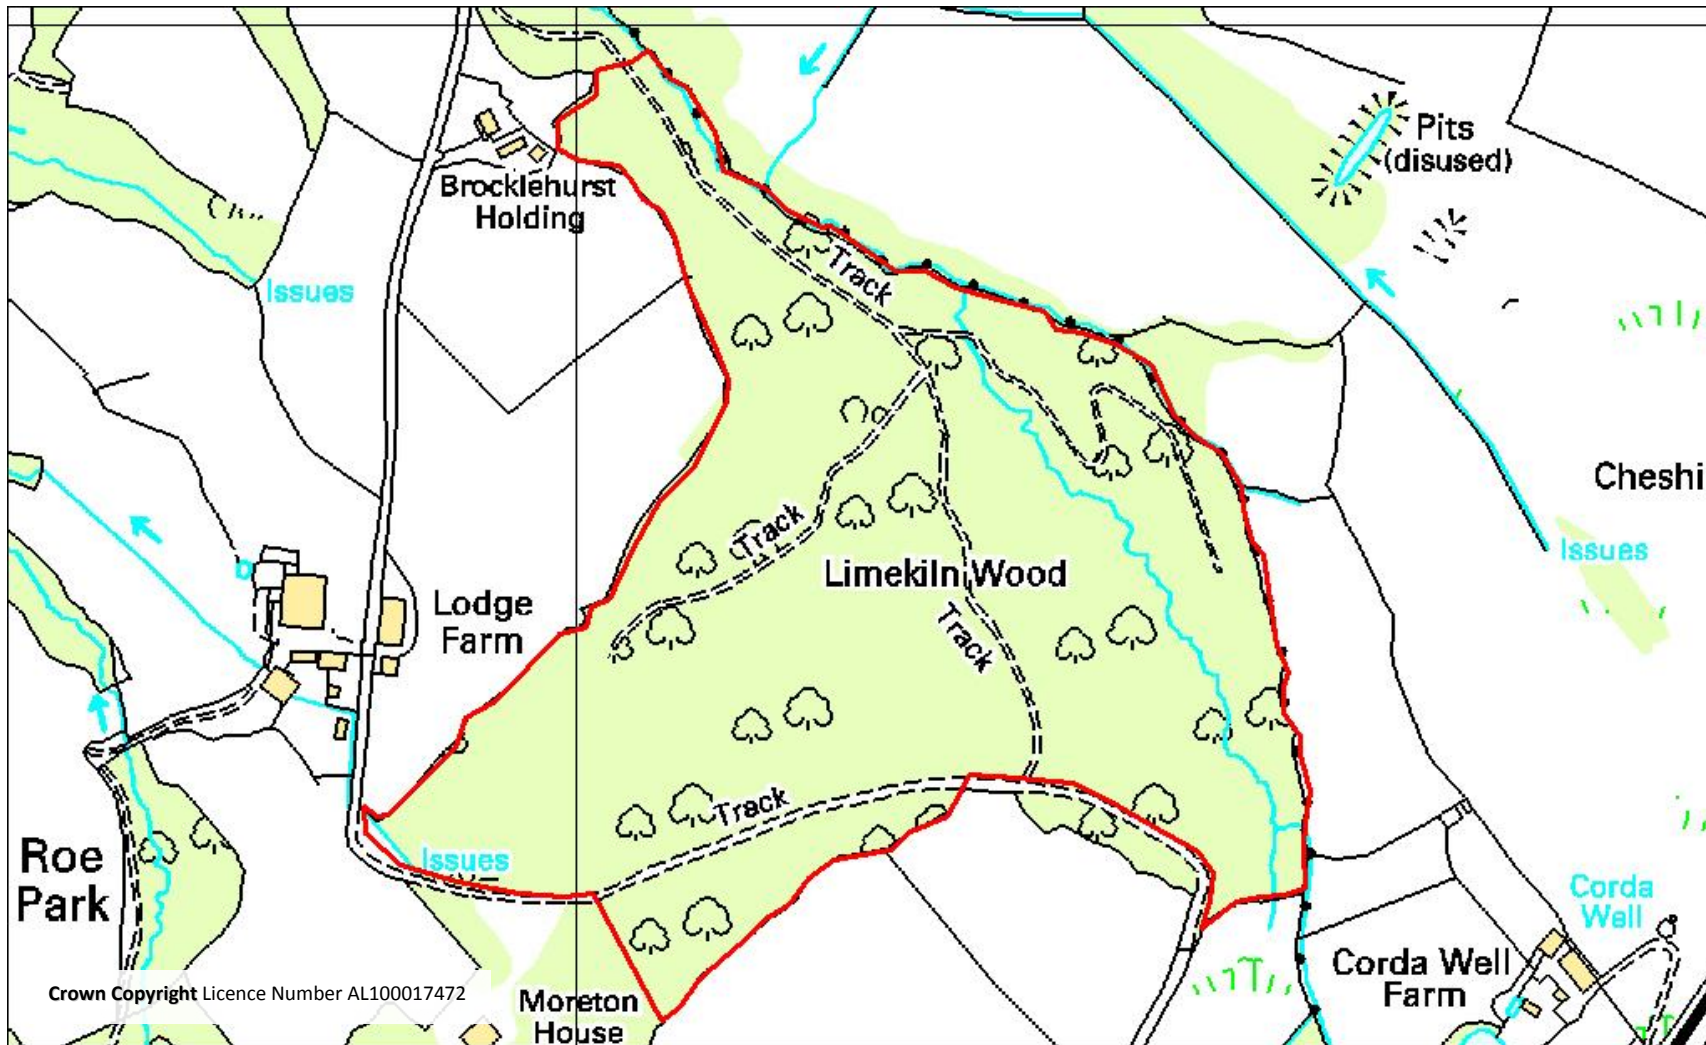 Pits
(disused)
Brocklehurst
Holding
Track
Issues
Cheshi
Track
Issues
Limekiln Wood
Lodge
Farm
Track
Track
Issues
Roe
Park
Corda
Well
Corda Well
Farm
Crown Copyright Licence Number AL100017472
Moreton
House